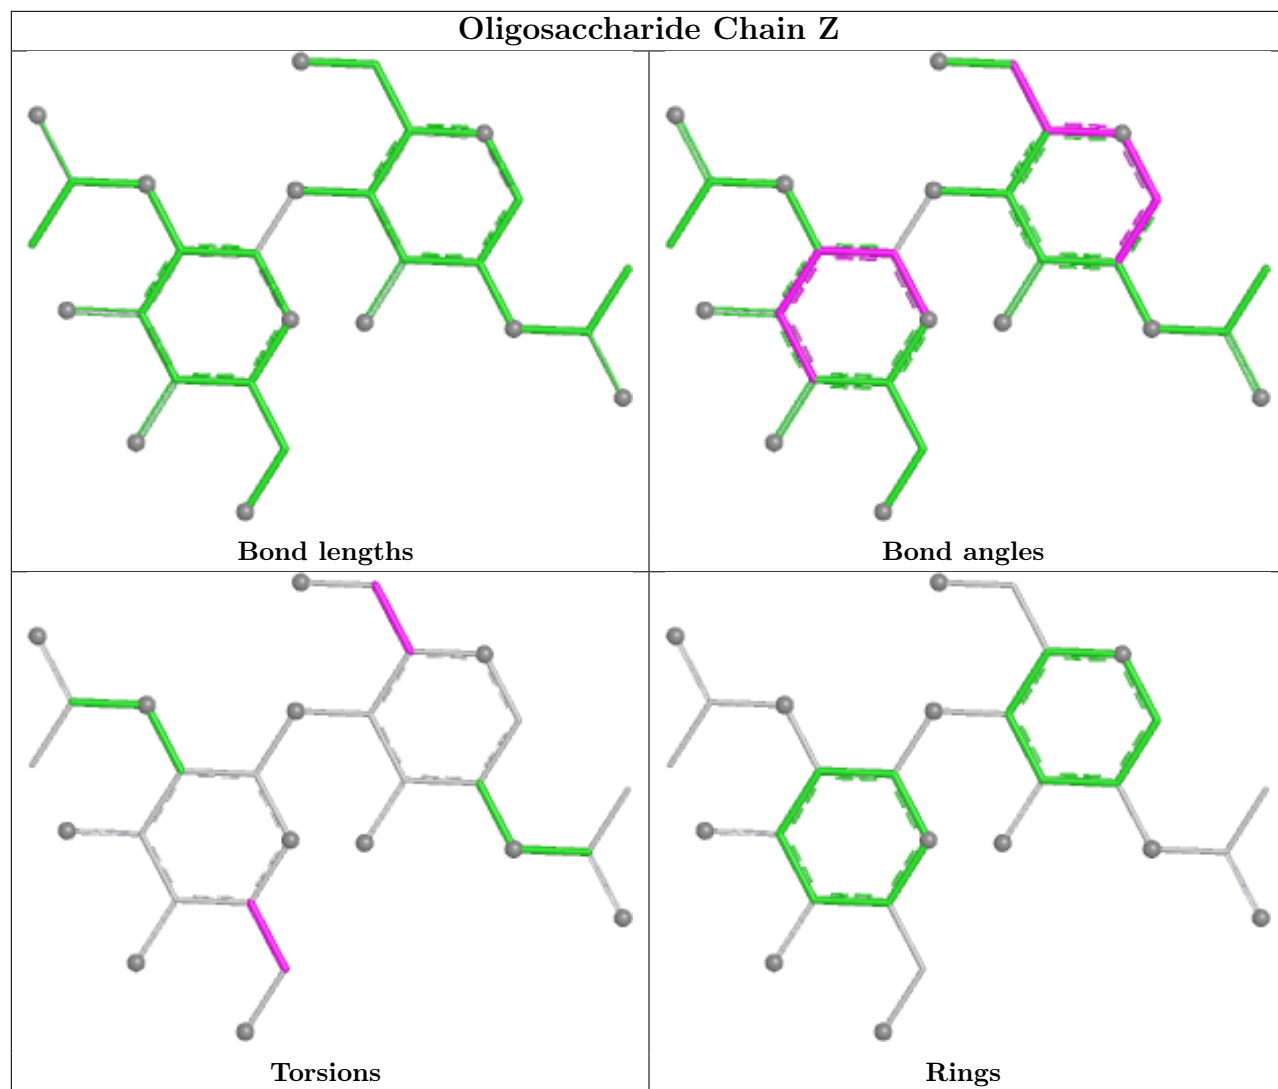 Oligosaccharide Chain Z
Bond lengths
Bond angles
Torsions
Rings